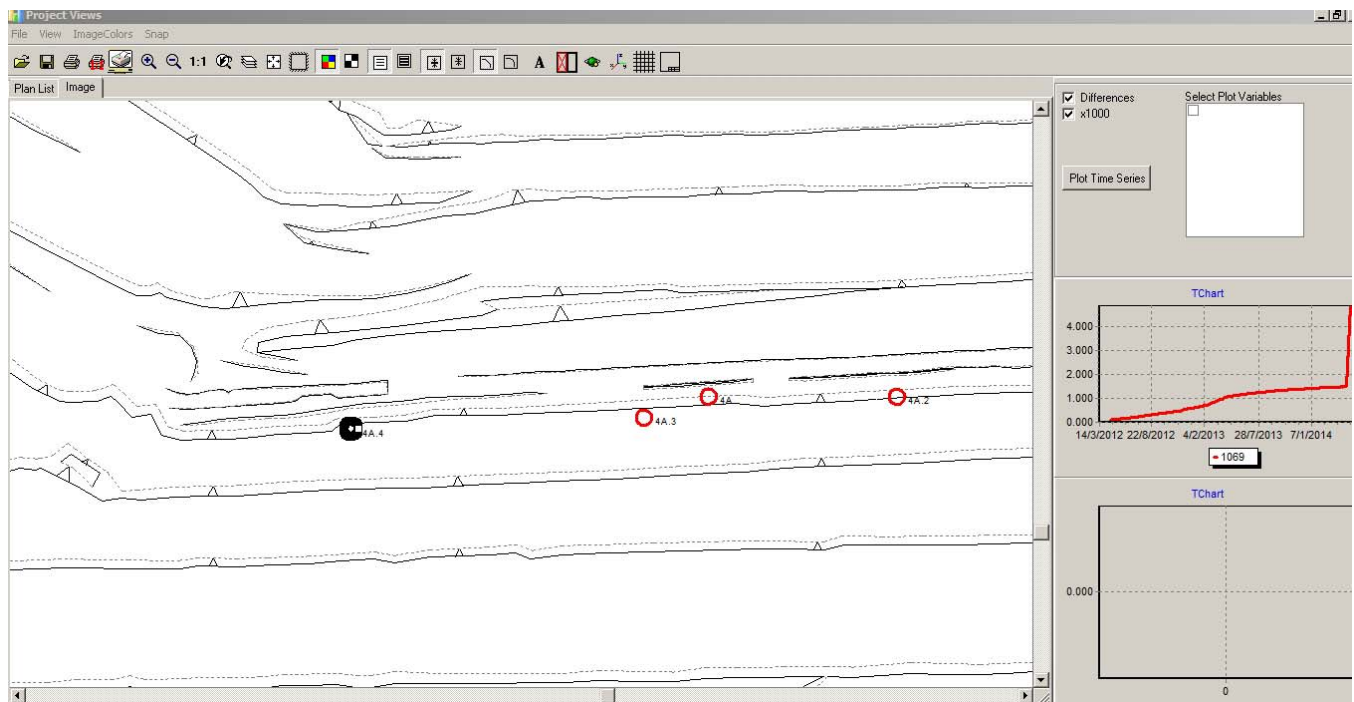 Project Views
File View ImageColors Snap
1:1 A
Plan List Image
Differences
x1000
Select Plot Variables
Plot Time Series
4A
4A.2
4A.3
4A.4
TChart
4.000
3.000
2.000
1.000
0.000
14/3/2012 22/8/2012 4/2/2013 28/7/2013 7/1/2014
1069
TChart
0.000
0